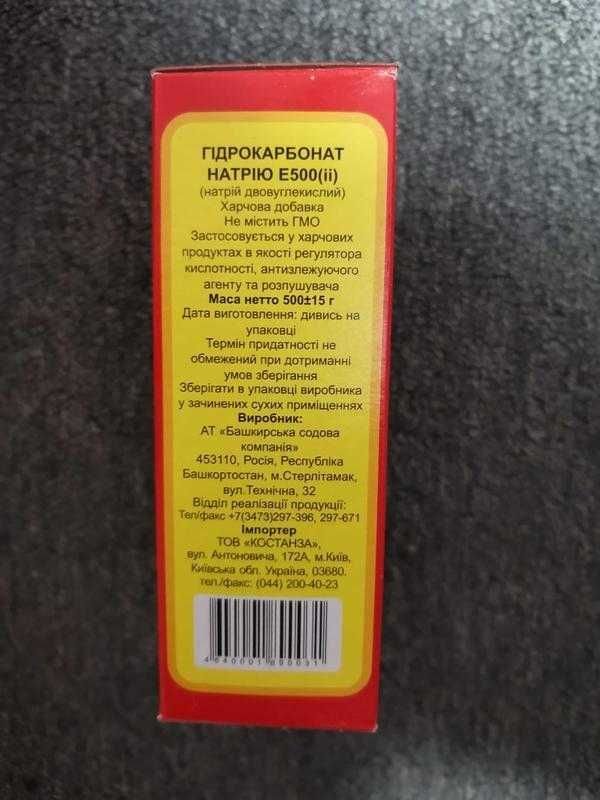 ГІДРОКАРБОНАТ
НАТРІЮ Е500(ii)
(натрій двовуглекислий)
Харчова добавка
Не містить ГМО
Застосовується у харчових
продуктах в якості регулятора
кислотності, антизлежуючого
агенту та розпушувача
Маса нетто 500±15 г
Дата виготовлення: дивись на
упаковці
Термін придатності не
обмежений при дотриманні
умов зберігання
Зберігати в упаковці виробника
у зачинених сухих приміщеннях
Виробник:
АТ «Башкирська содова
компанія»
453110, Росія, Республіка
Башкортостан, м.Стерлітамак,
вул.Технічна, 32
Відділ реалізації продукції:
Тел/факс +7(3473)297-396, 297-671
Імпортер
ТОВ «КОСТАНЗА»,
вул. Антоновича, 172А, м.Київ,
Київська обл. Україна, 03680.
тел./факс: (044) 200-40-23